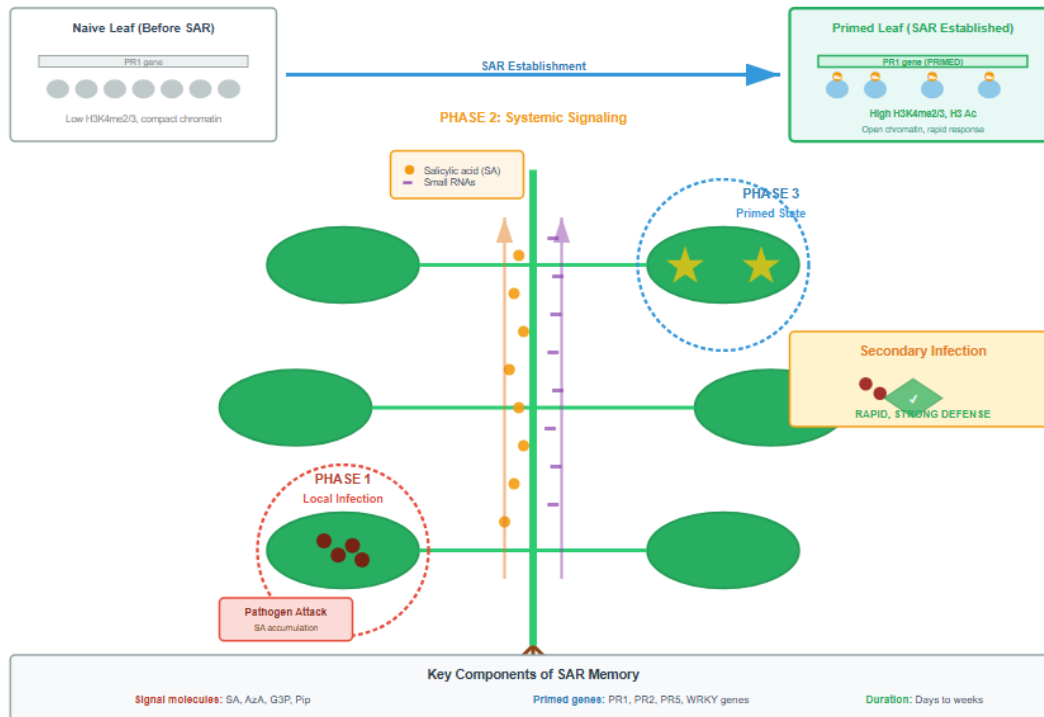 Naive Leaf (Before SAR)
PR1 gene
Low H3K4me2/3, compact chromatin
SAR Establishment
Primed Leaf (SAR Established)
PR1 gene (PRIMED)
High H3K4me2/3, H3 Ac
Open chromatin, rapid response
PHASE 2: Systemic Signaling
Salicylic acid (SA)
Small RNAs
PHASE 3
Primed State
Secondary Infection
✓
RAPID, STRONG DEFENSE
PHASE 1
Local Infection
Pathogen Attack
SA accumulation
Key Components of SAR Memory
Signal molecules: SA, AzA, G3P, Pip
Primed genes: PR1, PR2, PR5, WRKY genes
Duration: Days to weeks